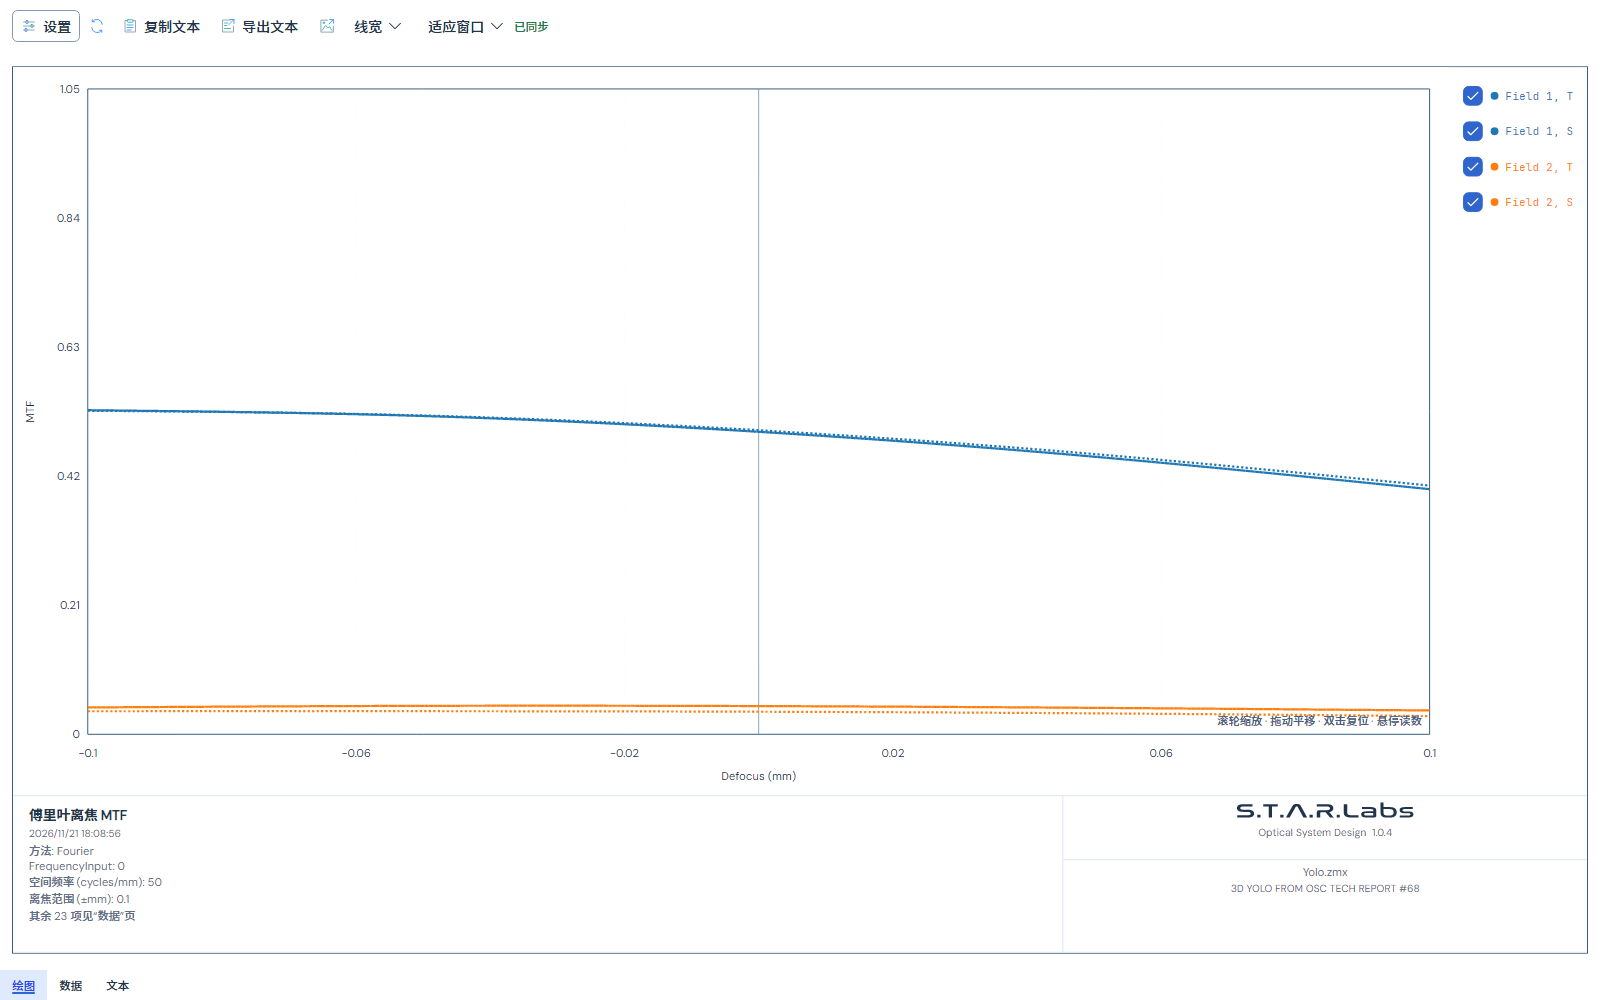 设置 复制文本 导出文本 线宽 适应窗口 已同步
1.05
0.84
0.63
0.42
0.21
0
MTF
-0.1 -0.06 -0.02 0.02 0.06 0.1
Defocus (mm)
滚轮缩放 · 拖动平移 · 双击复位 · 悬停读数
Field 1, T
Field 1, S
Field 2, T
Field 2, S
傅里叶离焦 MTF
2026/11/21 18:08:56
方法: Fourier
FrequencyInput: 0
空间频率 (cycles/mm): 50
离焦范围 (±mm): 0.1
其余 23 项见“数据”页
S.T.A.R.Labs
Optical System Design 1.0.4
Yolo.zmx
3D YOLO FROM OSC TECH REPORT #68
绘图 数据 文本